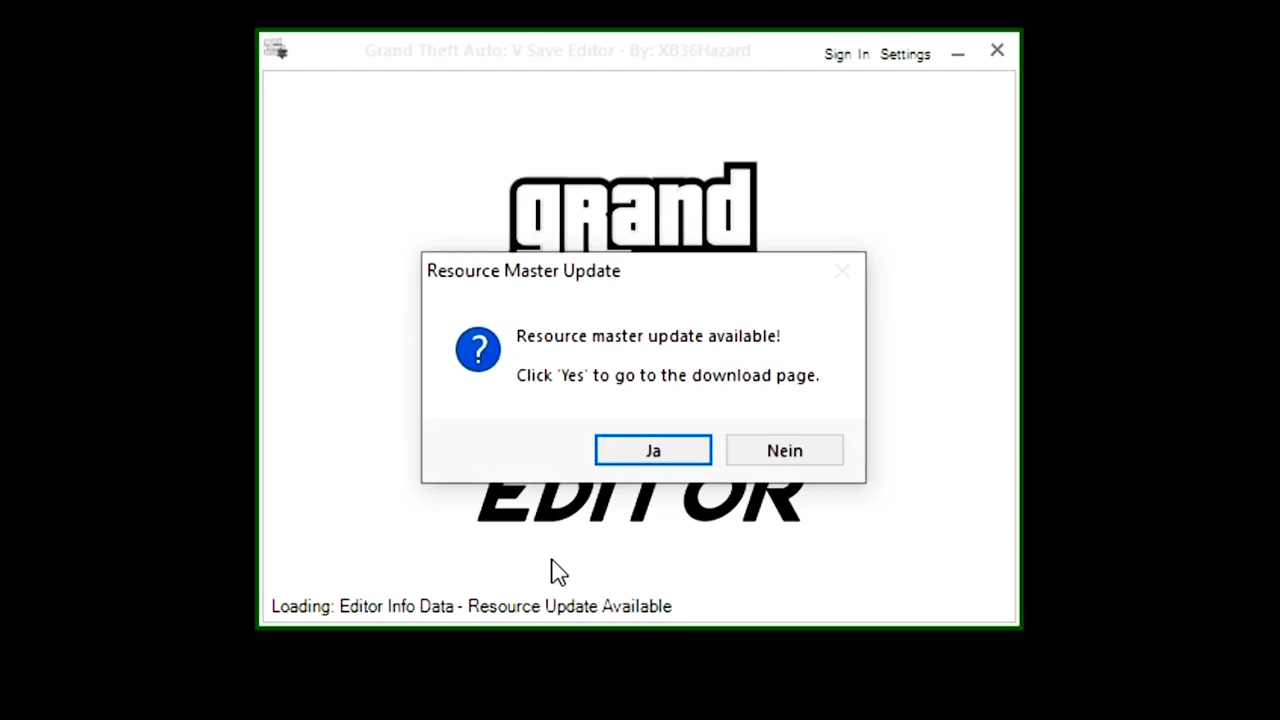 Grand Theft Auto: V Save Editor - By: XB36Hazard
Sign In Settings
grand
Resource Master Update
Resource master update available!
Click 'Yes' to go to the download page.
Ja Nein
EDITOR
Loading: Editor Info Data - Resource Update Available